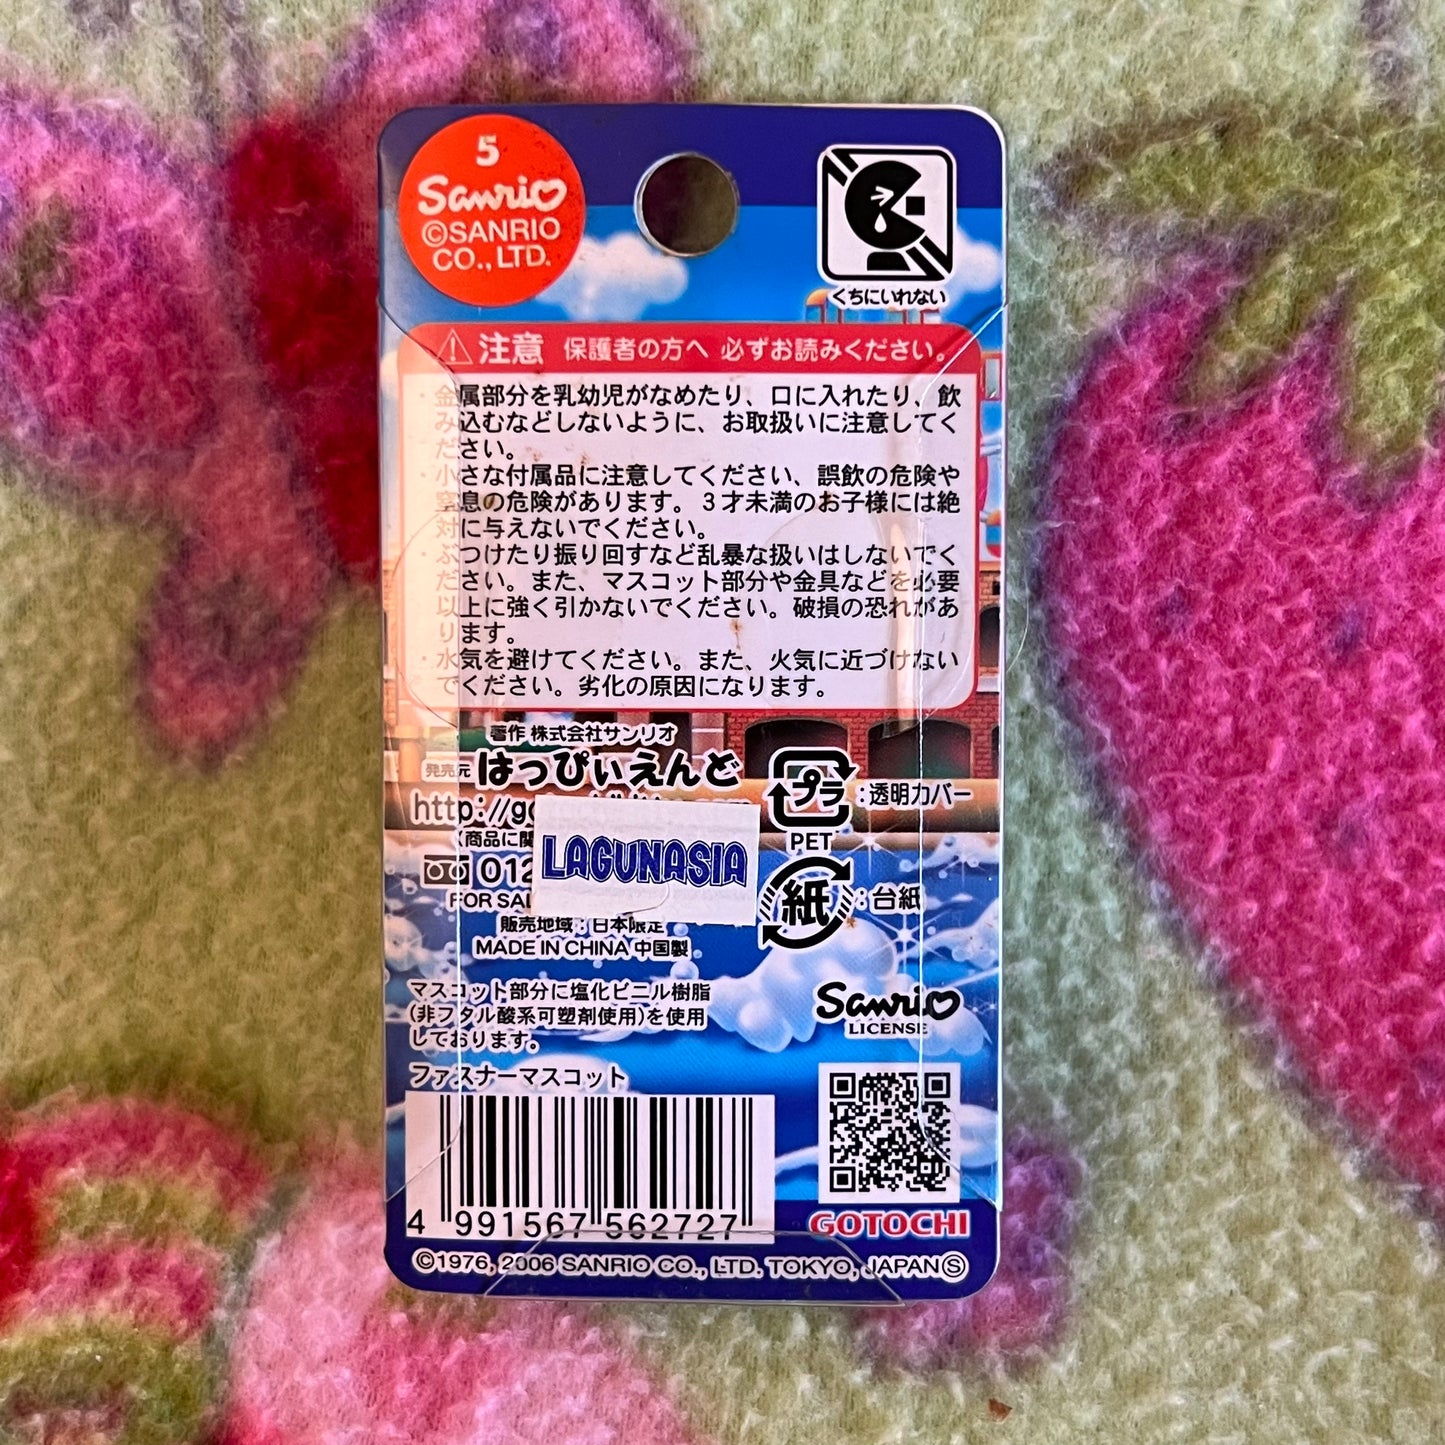 5
Sanrio
©SANRIO
CO., LTD.
くちにいれない
注意 保護者の方へ 必ずお読みください。
・金属部分を乳幼児がなめたり、口に入れたり、飲
み込むなどしないように、お取扱いに注意してく
ださい。
・小さな付属品に注意してください、誤飲の危険や
窒息の危険があります。３才未満のお子様には絶
対に与えないでください。
・ぶつけたり振り回すなど乱暴な扱いはしないでく
ださい。また、マスコット部分や金具などを必要
以上に強く引かないでください。破損の恐れがあ
ります。
・水気を避けてください。また、火気に近づけない
でください。劣化の原因になります。
著作 株式会社サンリオ
発売元 はっぴぃえんど
http://g
(商品に関
012
FOR SAL
LAGUNASIA
販売地域：日本限定
MADE IN CHINA 中国製
プラ :透明カバー
PET
紙 :台紙
マスコット部分に塩化ビニル樹脂
(非フタル酸系可塑剤使用)を使用
しております。
Sanrio
LICENSE
ファスナーマスコット
4 991567 562727
GOTOCHI
©1976, 2006 SANRIO CO., LTD. TOKYO, JAPAN Ⓢ